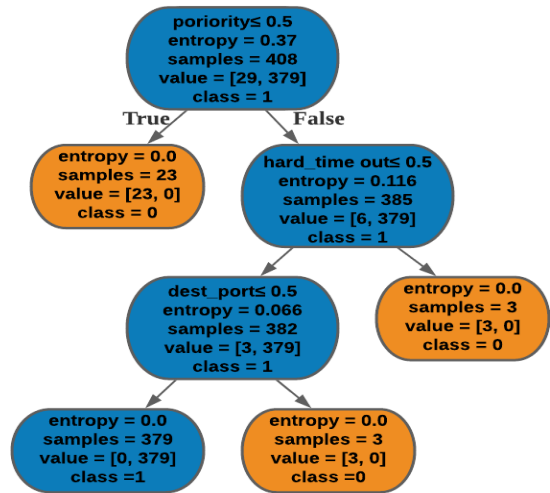 poriority≤ 0.5
entropy = 0.37
samples = 408
value = [29, 379]
class = 1
True
False
entropy = 0.0
samples = 23
value = [23, 0]
class = 0
hard_time out≤ 0.5
entropy = 0.116
samples = 385
value = [6, 379]
class = 1
dest_port≤ 0.5
entropy = 0.066
samples = 382
value = [3, 379]
class = 1
entropy = 0.0
samples = 3
value = [3, 0]
class = 0
entropy = 0.0
samples = 379
value = [0, 379]
class =1
entropy = 0.0
samples = 3
value = [3, 0]
class =0